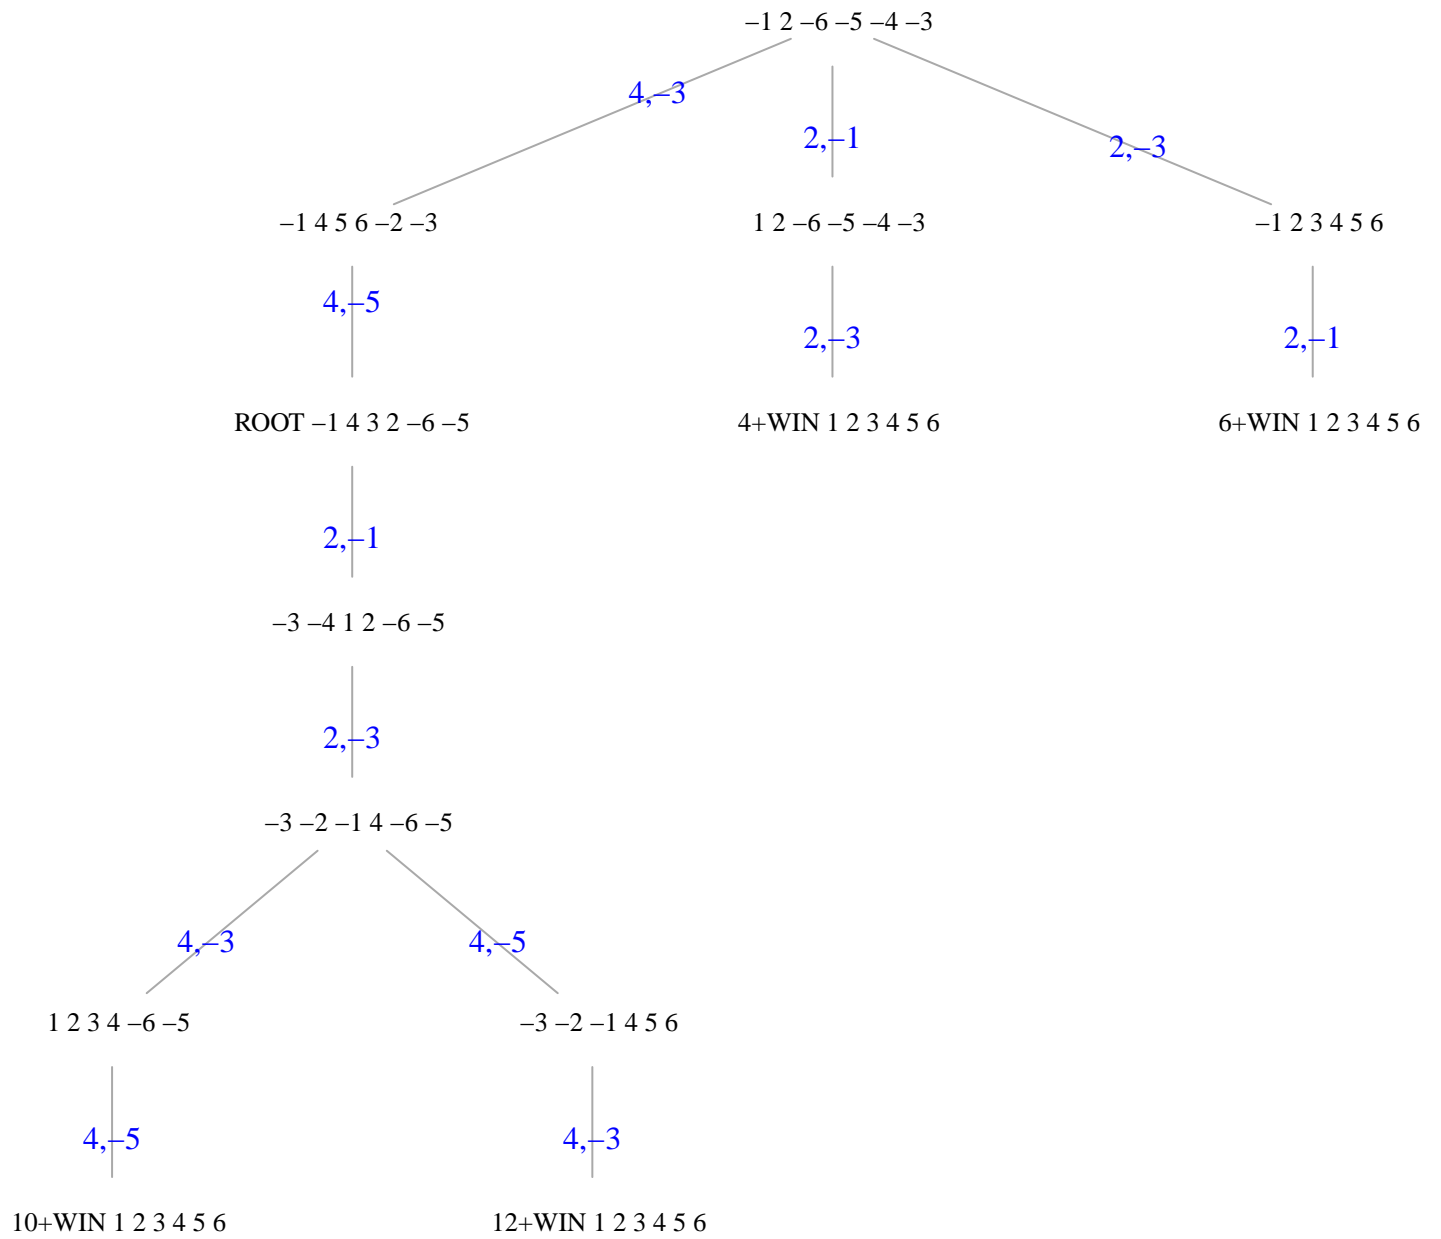 –1 2 –6 –5 –4 –3
4,–3
2,–1
2,–3
–1 4 5 6 –2 –3
1 2 –6 –5 –4 –3
–1 2 3 4 5 6
4,–5
2,–3
2,–1
ROOT –1 4 3 2 –6 –5
4+WIN 1 2 3 4 5 6
6+WIN 1 2 3 4 5 6
2,–1
–3 –4 1 2 –6 –5
2,–3
–3 –2 –1 4 –6 –5
4,–3
4,–5
1 2 3 4 –6 –5
–3 –2 –1 4 5 6
4,–5
4,–3
10+WIN 1 2 3 4 5 6
12+WIN 1 2 3 4 5 6